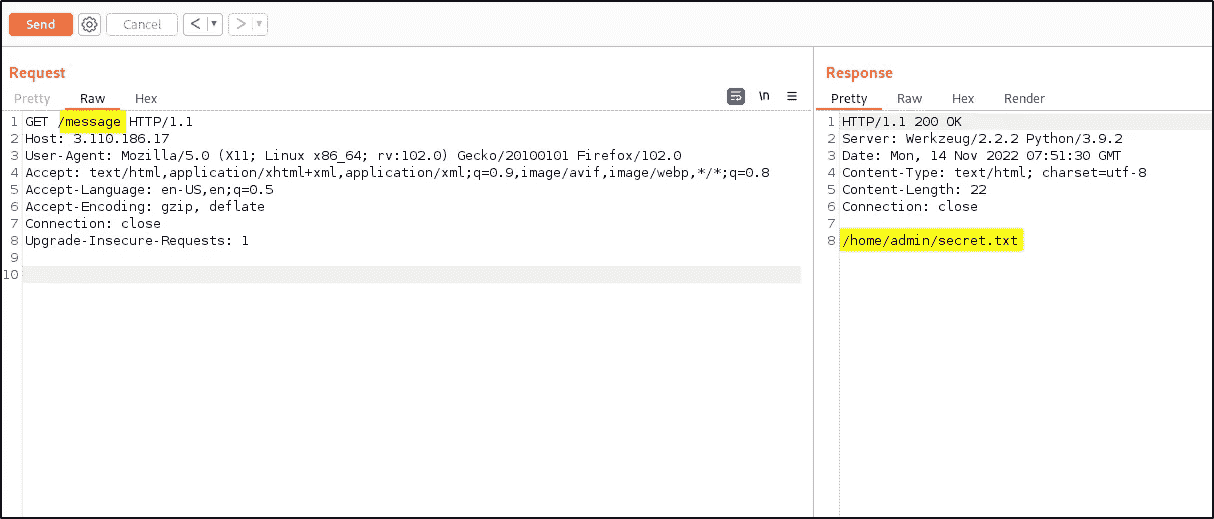 Send Cancel < ▼ > ▼
Request
Pretty Raw Hex \n ≡
1 GET /message HTTP/1.1
2 Host: 3.110.186.17
3 User-Agent: Mozilla/5.0 (X11; Linux x86_64; rv:102.0) Gecko/20100101 Firefox/102.0
4 Accept: text/html,application/xhtml+xml,application/xml;q=0.9,image/avif,image/webp,*/*;q=0.8
5 Accept-Language: en-US,en;q=0.5
6 Accept-Encoding: gzip, deflate
7 Connection: close
8 Upgrade-Insecure-Requests: 1
9
10
Response
Pretty Raw Hex Render
1 HTTP/1.1 200 OK
2 Server: Werkzeug/2.2.2 Python/3.9.2
3 Date: Mon, 14 Nov 2022 07:51:30 GMT
4 Content-Type: text/html; charset=utf-8
5 Content-Length: 22
6 Connection: close
7
8 /home/admin/secret.txt